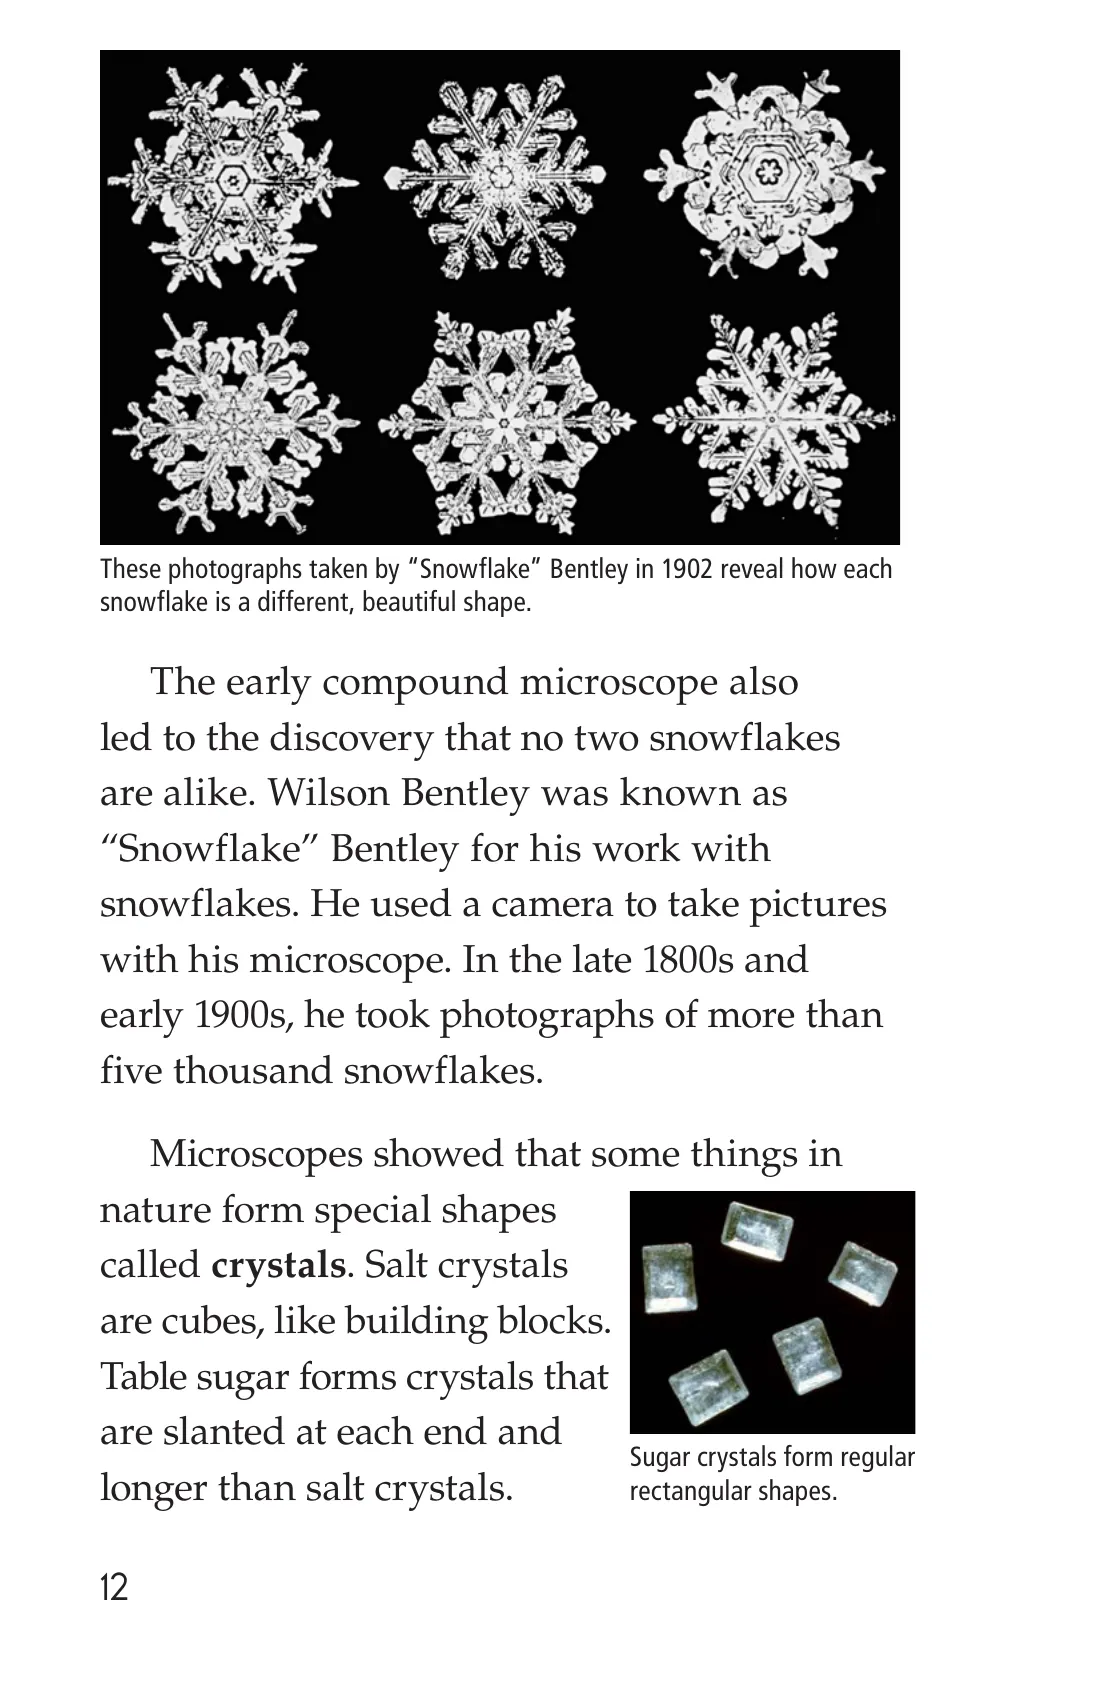 These photographs taken by “Snowflake” Bentley in 1902 reveal how each
snowflake is a different, beautiful shape.
The early compound microscope also
led to the discovery that no two snowflakes
are alike. Wilson Bentley was known as
“Snowflake” Bentley for his work with
snowflakes. He used a camera to take pictures
with his microscope. In the late 1800s and
early 1900s, he took photographs of more than
five thousand snowflakes.
Microscopes showed that some things in
nature form special shapes
called crystals. Salt crystals
are cubes, like building blocks.
Table sugar forms crystals that
are slanted at each end and
longer than salt crystals.
Sugar crystals form regular
rectangular shapes.
12